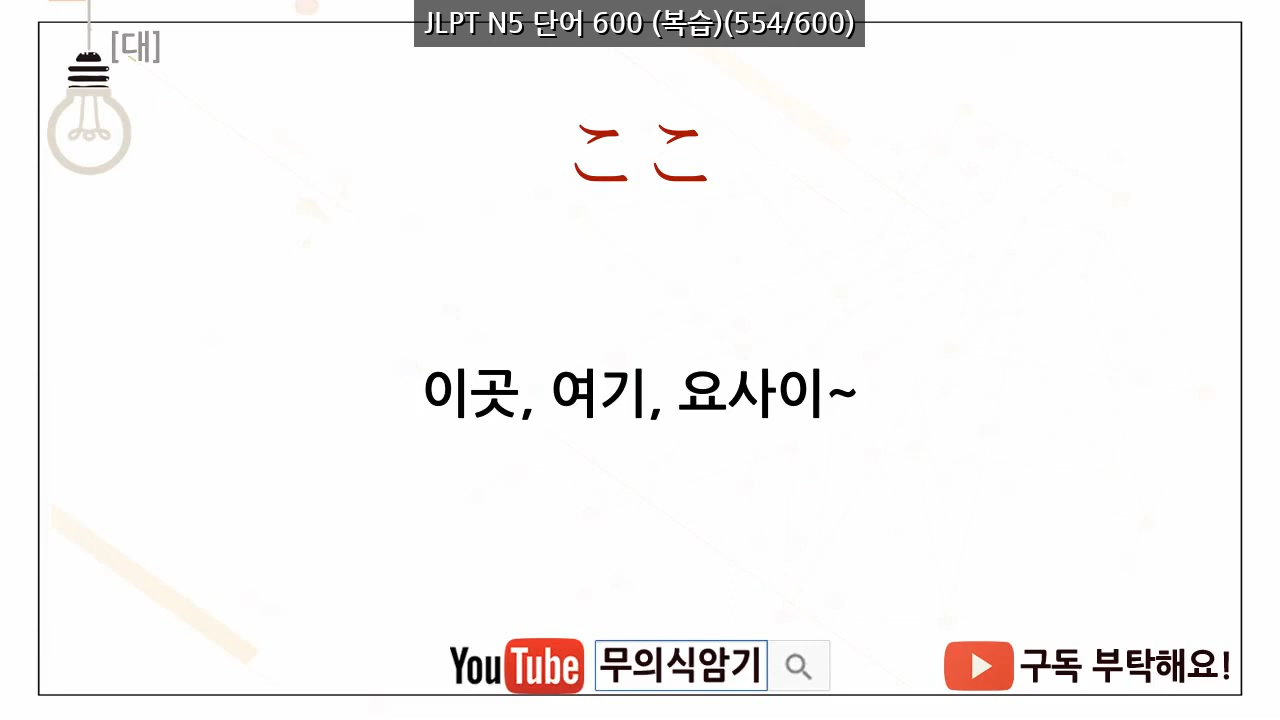 JLPT N5 단어 600 (복습)(554/600)
[대]
ここ
이곳, 여기, 요사이~
YouTube 무의식암기
구독 부탁해요!